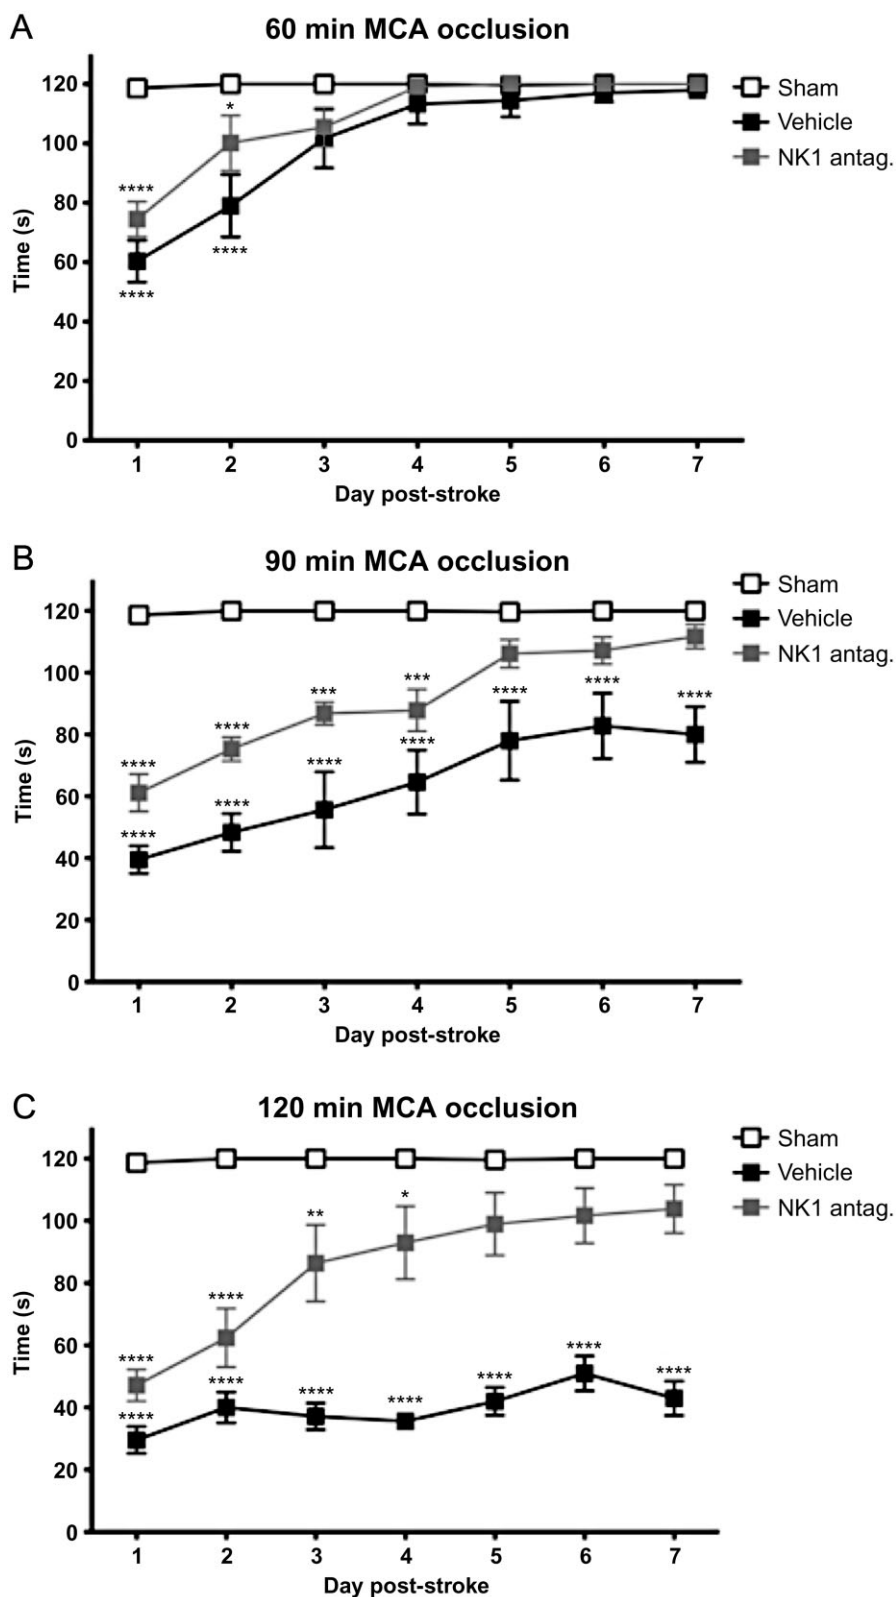 A
60 min MCA occlusion
120
100
80
60
40
20
0
Time (s)
Sham
Vehicle
NK1 antag.
*
****
****
****
1 2 3 4 5 6 7
Day post-stroke
B
90 min MCA occlusion
120
100
80
60
40
20
0
Time (s)
Sham
Vehicle
NK1 antag.
**** **** *** ***
**** **** **** **** **** **** ****
1 2 3 4 5 6 7
Day post-stroke
C
120 min MCA occlusion
120
100
80
60
40
20
0
Time (s)
Sham
Vehicle
NK1 antag.
**** **** ** *
**** **** **** **** **** **** ****
1 2 3 4 5 6 7
Day post-stroke